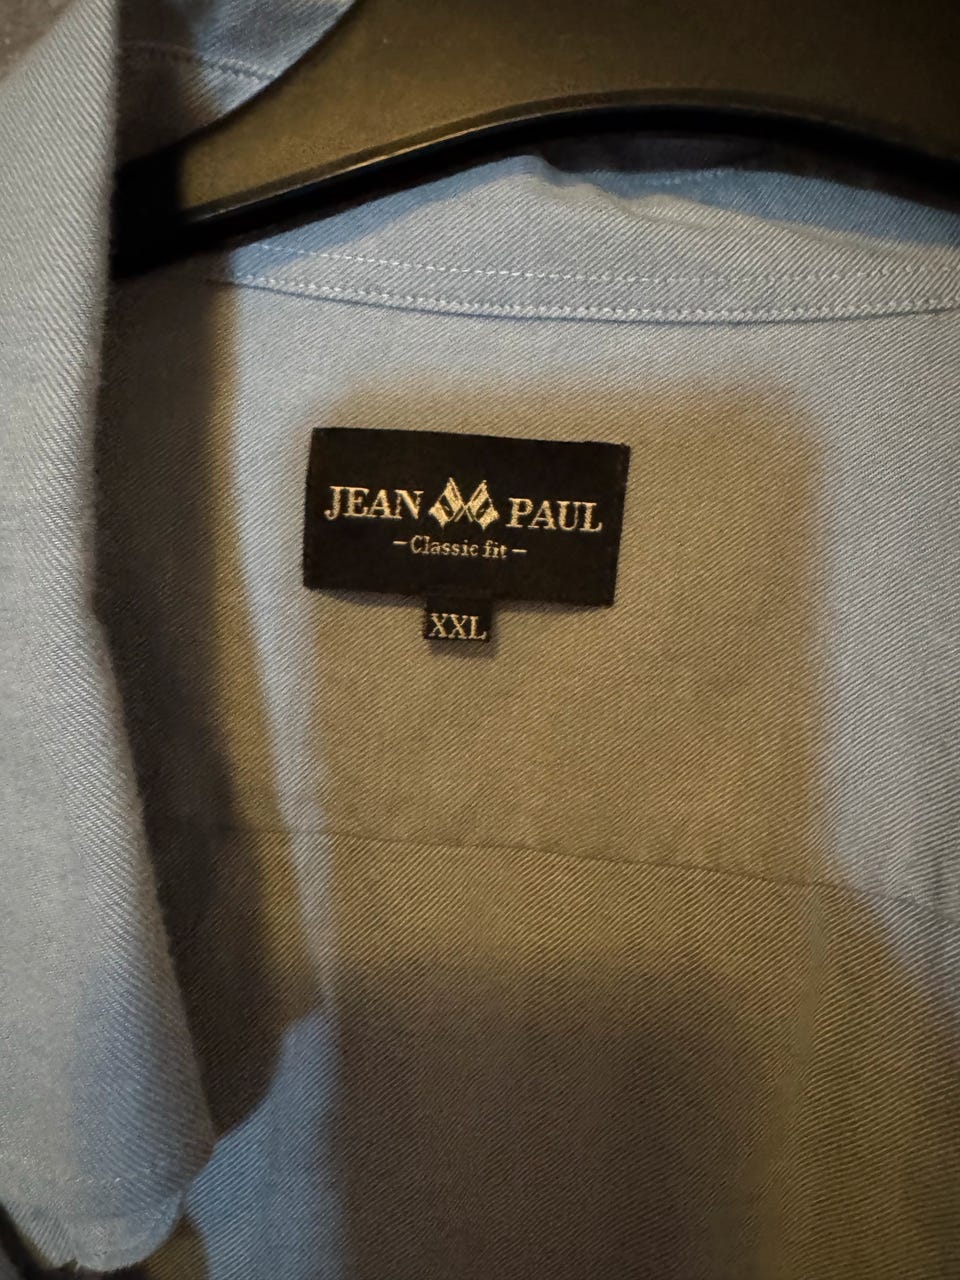 JEAN PAUL
–Classic fit–
XXL